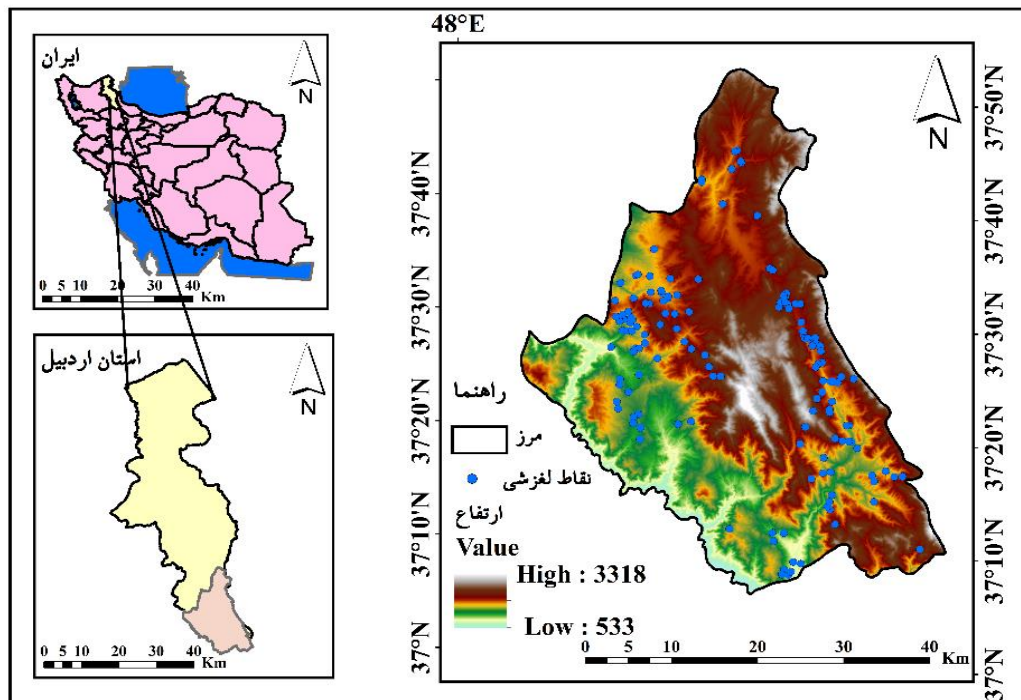 ایران
N
0 5 10 20 30 40
Km
استان اردبیل
N
0 5 10 20 30 40
Km
48°E
N
37°50'N
37°40'N
37°30'N
37°20'N
37°10'N
37°N
37°40'N
37°30'N
37°20'N
37°10'N
37°N
راهنما
مرز
نقاط لغزشی
ارتفاع
Value
High : 3318
Low : 533
0 5 10 20 30 40
Km